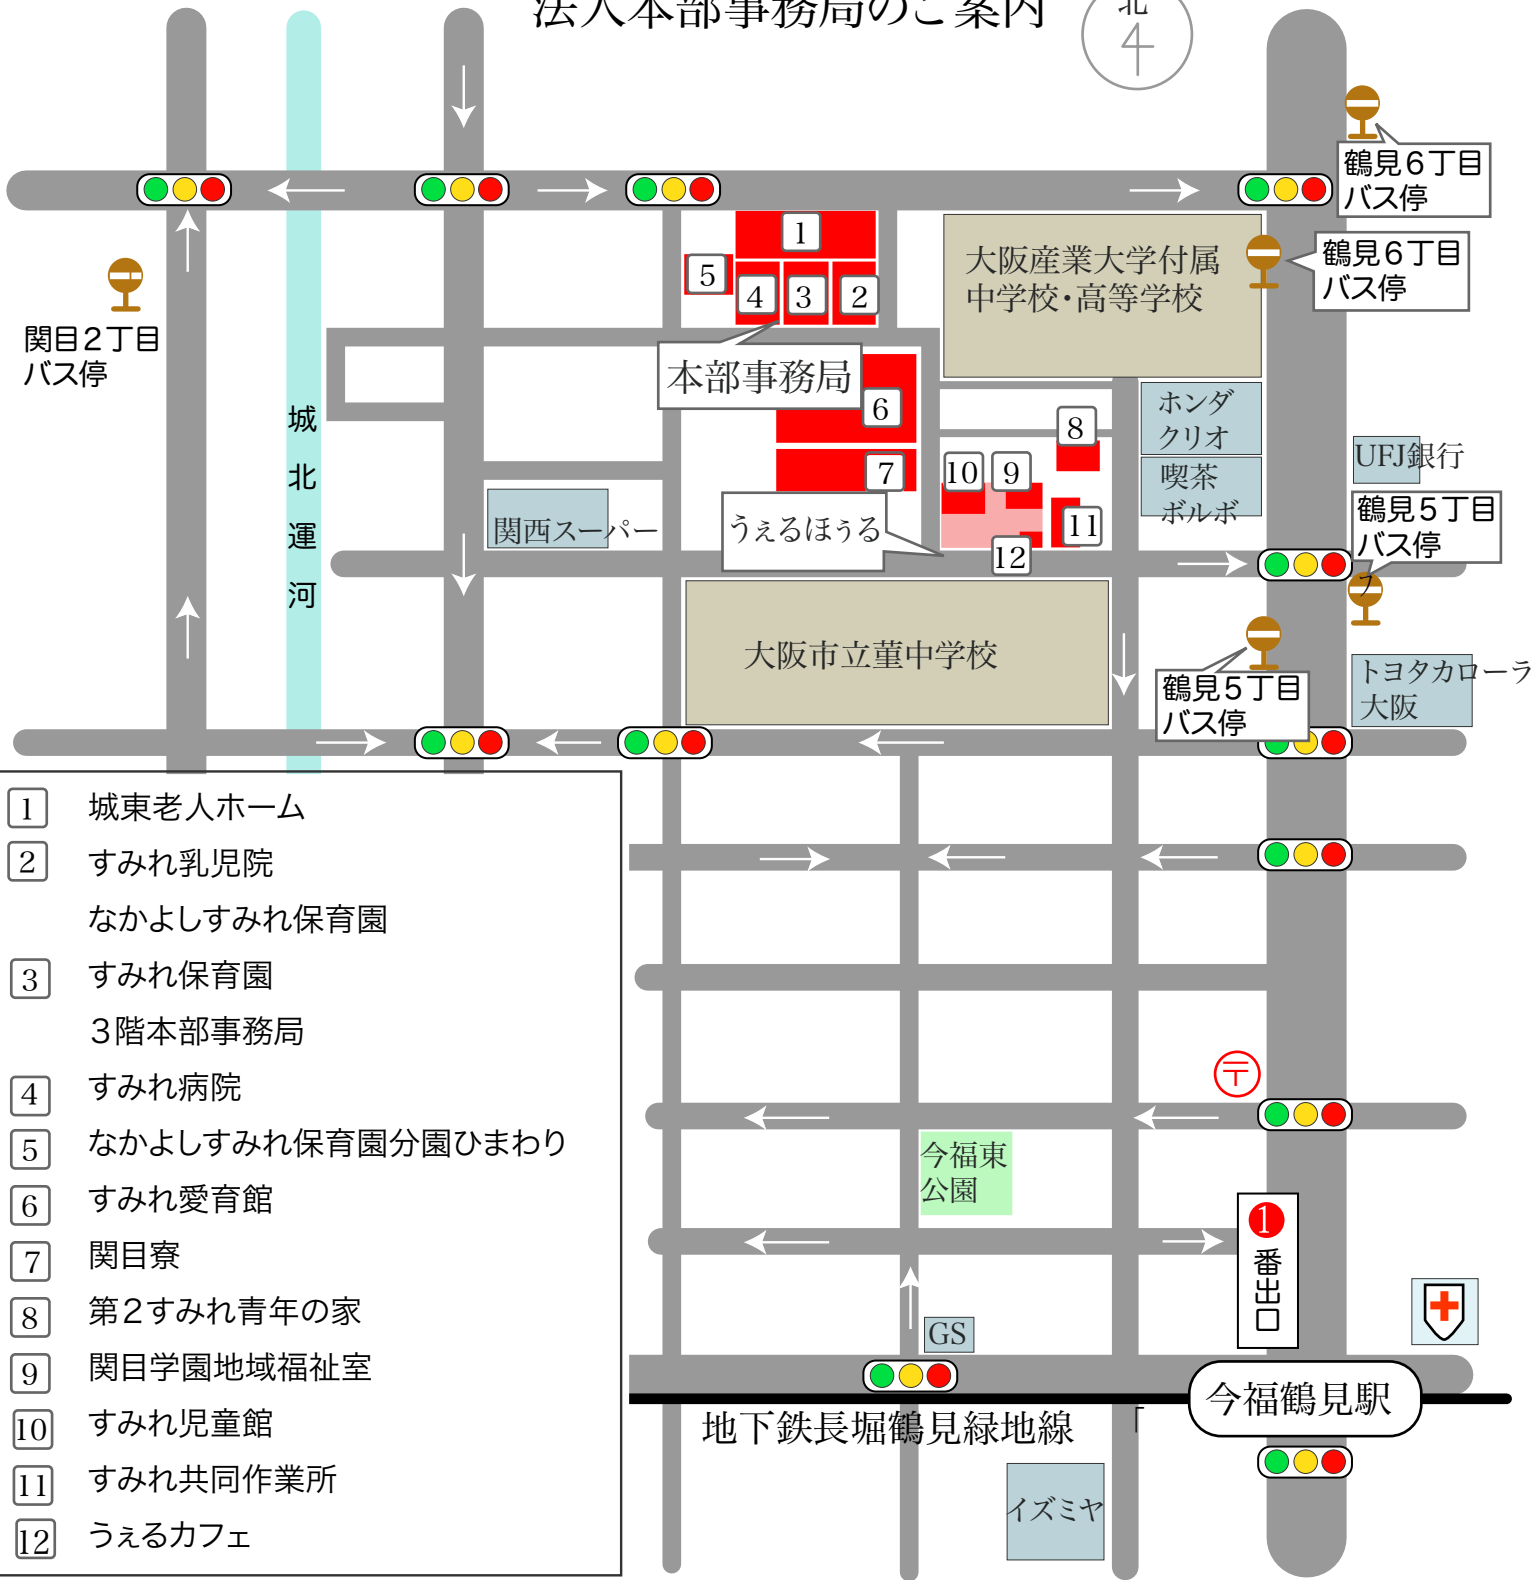 法人本部事務局のご案内
北
鶴見６丁目
バス停
鶴見６丁目
バス停
関目２丁目
バス停
1
5
4
3
2
大阪産業大学付属
中学校・高等学校
本部事務局
6
7
8
10
9
11
12
うぇるほぅる
城北運河
関西スーパー
ホンダ
クリオ
喫茶
ボルボ
UFJ銀行
鶴見５丁目
バス停
フ
鶴見５丁目
バス停
トヨタカローラ
大阪
大阪市立菫中学校
1 城東老人ホーム
2 すみれ乳児院
なかよしすみれ保育園
3 すみれ保育園
３階本部事務局
4 すみれ病院
5 なかよしすみれ保育園分園ひまわり
6 すみれ愛育館
7 関目寮
8 第２すみれ青年の家
9 関目学園地域福祉室
10 すみれ児童館
11 すみれ共同作業所
12 うぇるカフェ
〒
今福東
公園
1番出口
GS
今福鶴見駅
地下鉄長堀鶴見緑地線
「
イズミヤ